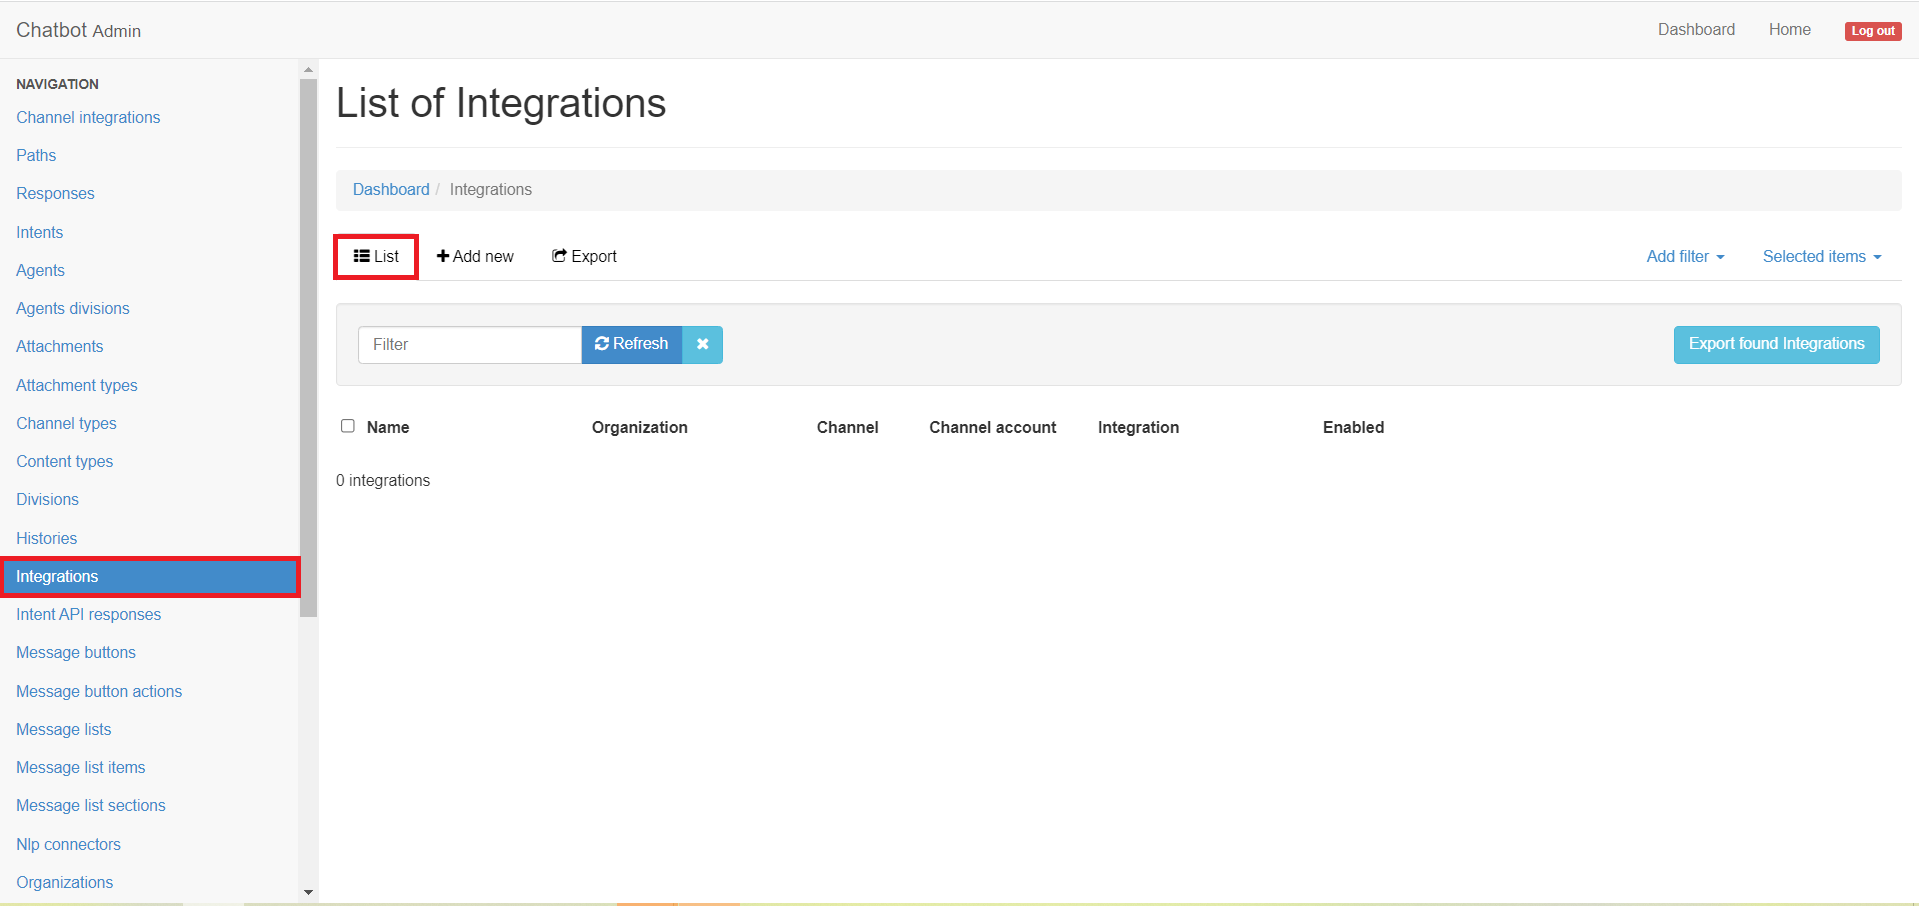 Chatbot Admin
Dashboard Home Log out
NAVIGATION
Channel integrations
Paths
Responses
Intents
Agents
Agents divisions
Attachments
Attachment types
Channel types
Content types
Divisions
Histories
Integrations
Intent API responses
Message buttons
Message button actions
Message lists
Message list items
Message list sections
Nlp connectors
Organizations
List of Integrations
Dashboard / Integrations
List Add new Export Add filter Selected items
Filter Refresh Export found Integrations
Name Organization Channel Channel account Integration Enabled
0 integrations